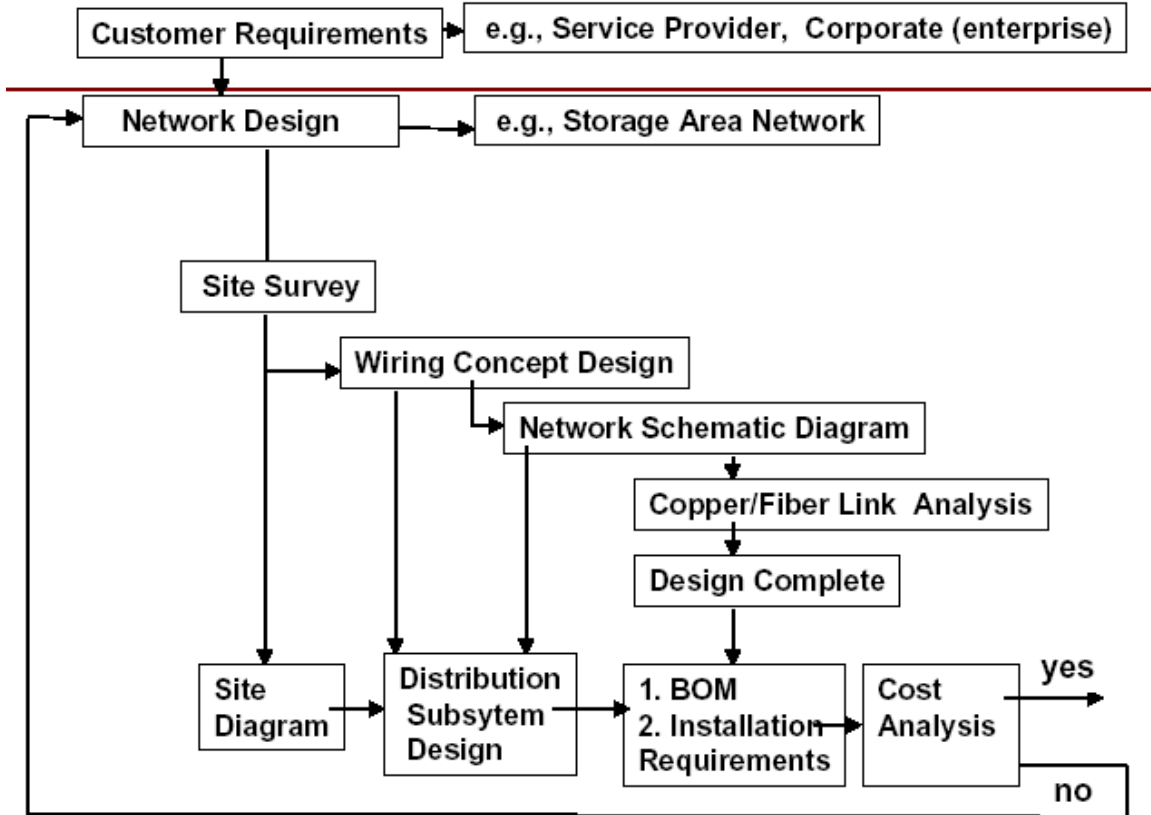 Customer Requirements
e.g., Service Provider, Corporate (enterprise)
Network Design
e.g., Storage Area Network
Site Survey
Wiring Concept Design
Network Schematic Diagram
Copper/Fiber Link Analysis
Design Complete
Site
Diagram
Distribution
Subsytem
Design
1. BOM
2. Installation
Requirements
Cost
Analysis
yes
no